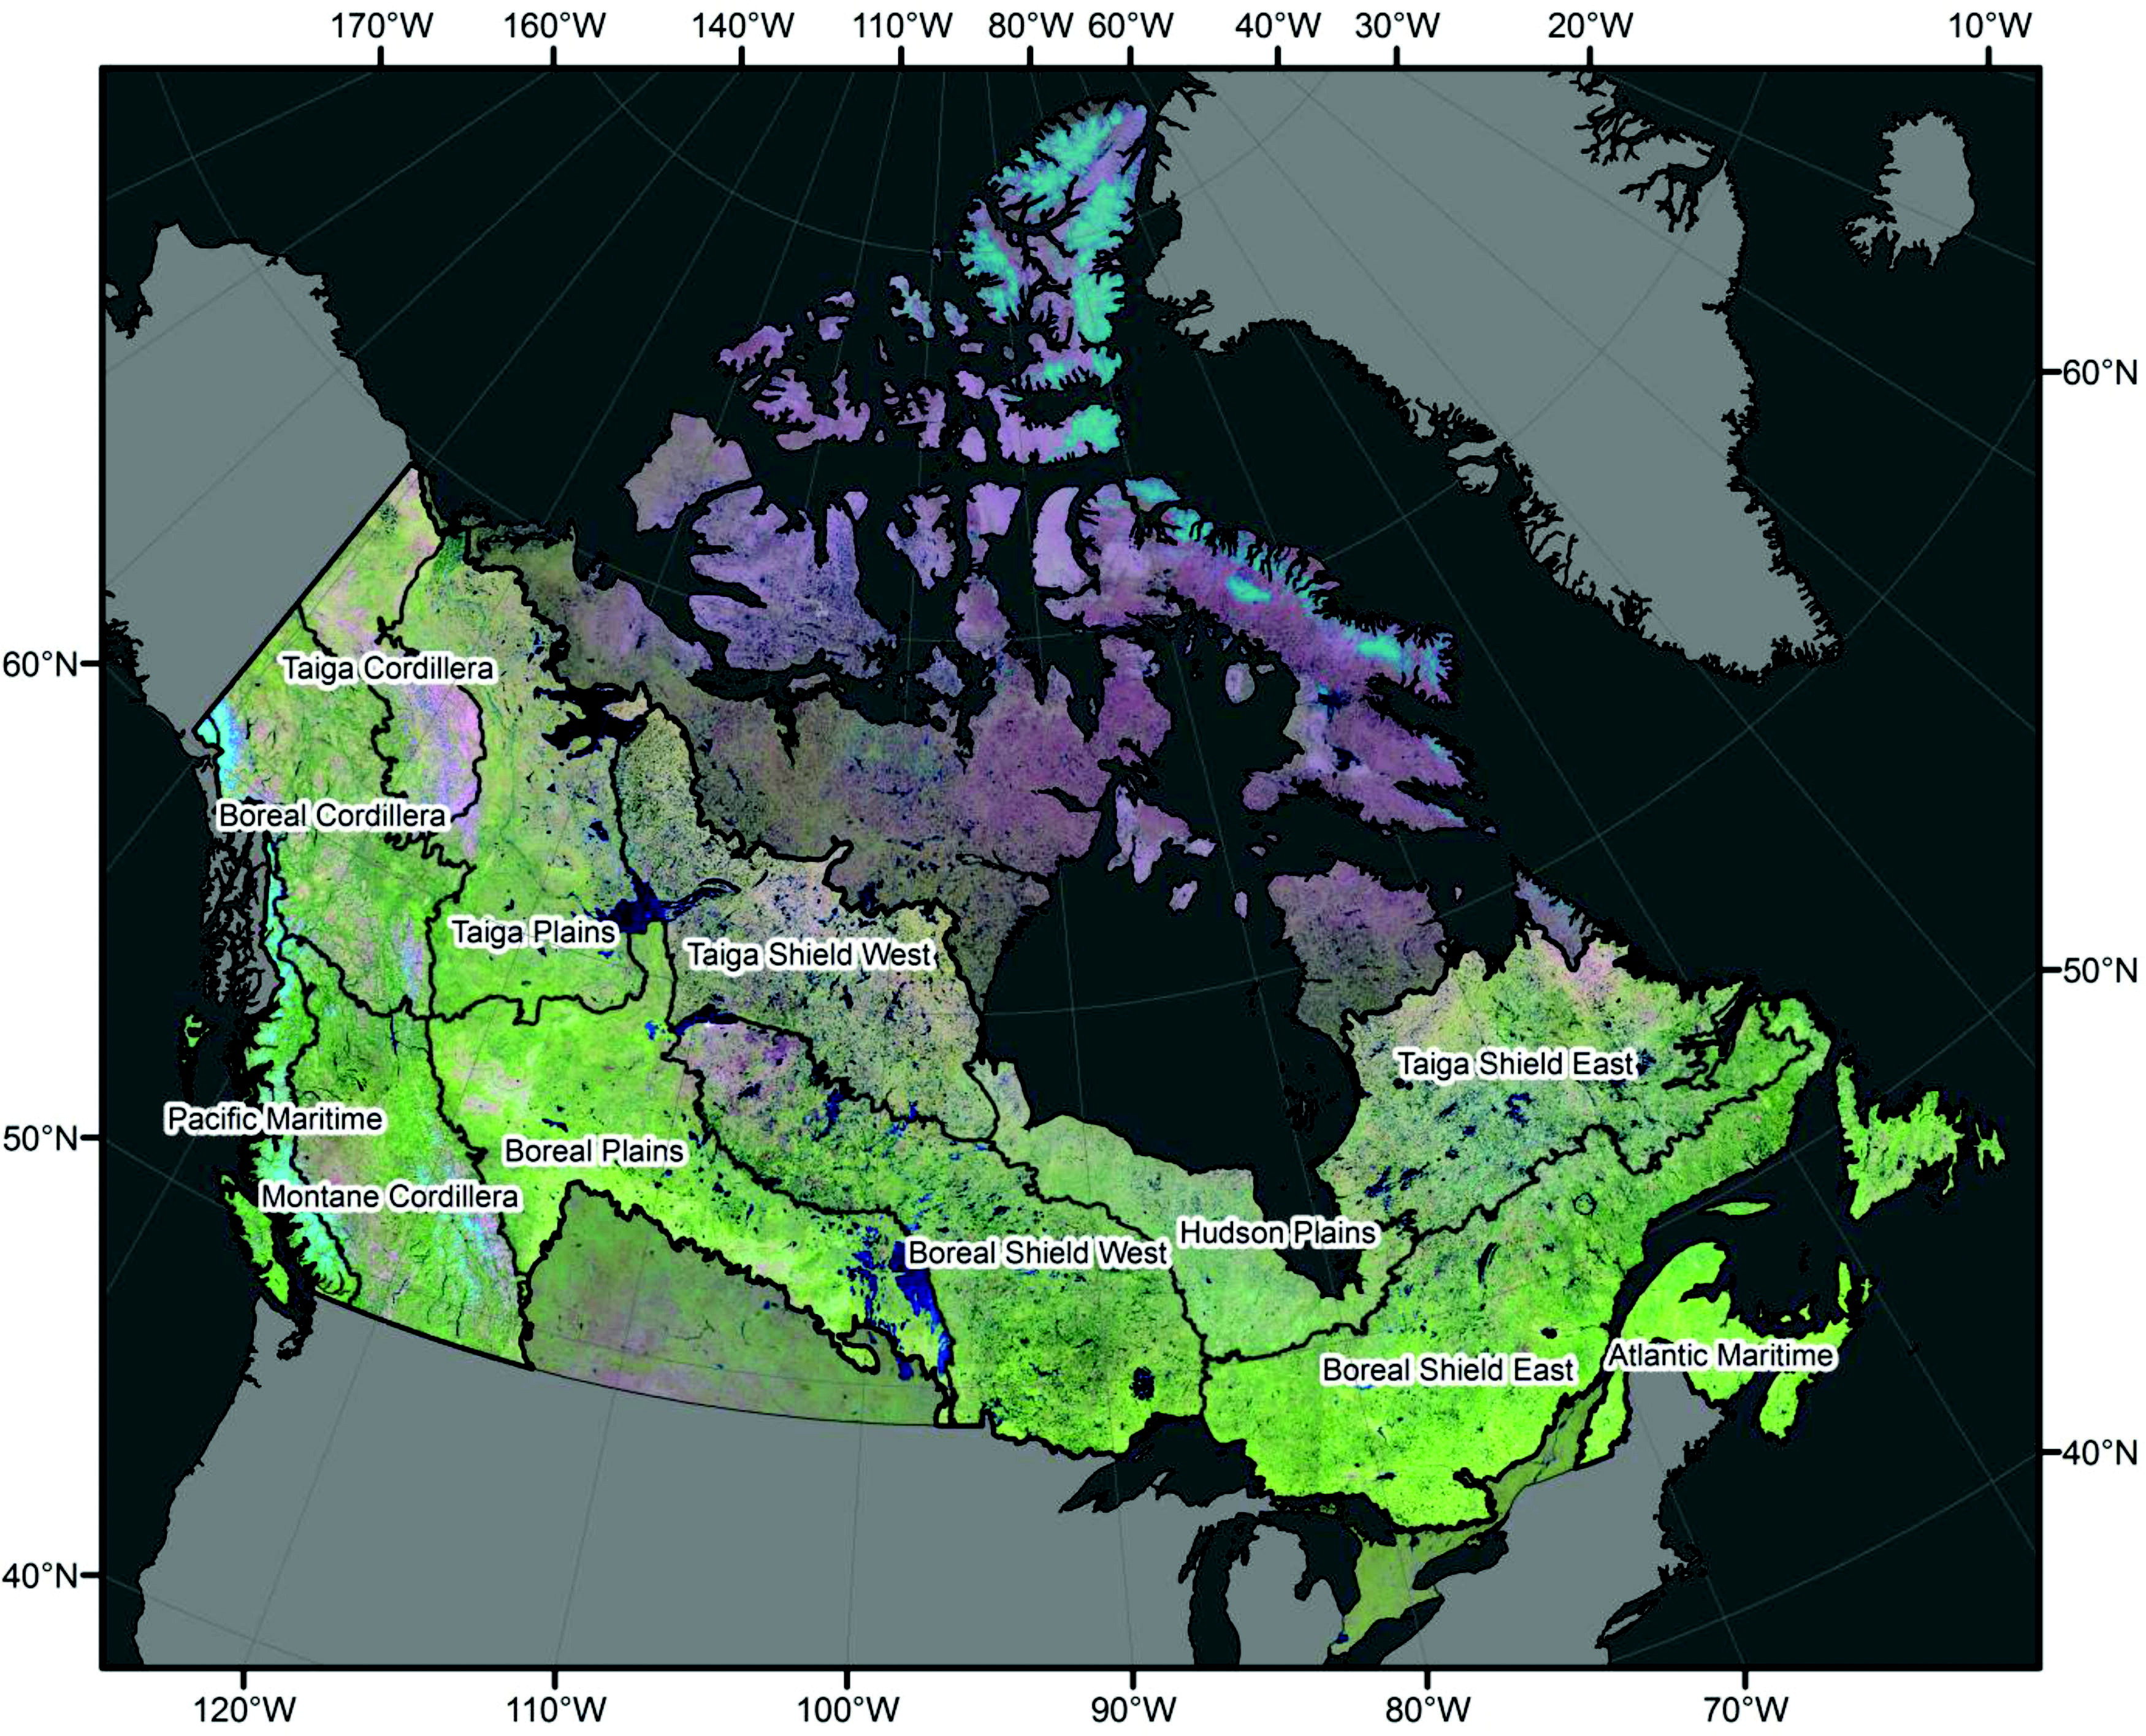 170°W 160°W 140°W 110°W 80°W 60°W 40°W 30°W 20°W 10°W
60°N
60°N
Taiga Cordillera
Boreal Cordillera
Taiga Plains
Taiga Shield West
50°N
Taiga Shield East
Pacific Maritime
50°N
Boreal Plains
Montane Cordillera
Hudson Plains
Boreal Shield West
Atlantic Maritime
Boreal Shield East
40°N
40°N
120°W 110°W 100°W 90°W 80°W 70°W